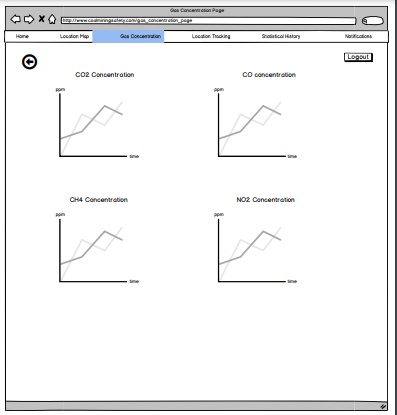 Gas Concentration Page
http://www.coalminingsafety.com/gas_concentration_page
Home Location Map Gas Concentration Location Tracking Statistical History Notifications
Logout
CO2 Concentration CO concentration
ppm ppm
time time
CH4 Concentration NO2 Concentration
ppm ppm
time time